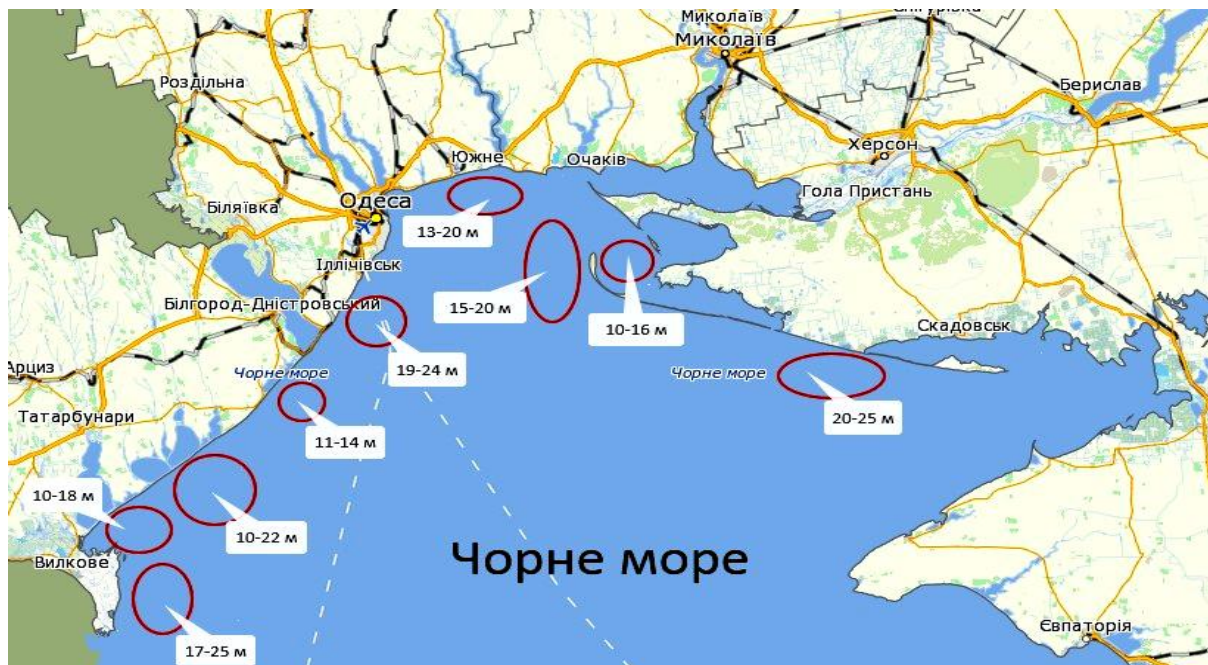 Миколаїв
Снігурівка
Миколаїв
Роздільна
Берислав
Южне
Очаків
Херсон
Гола Пристань
Одеса
Біляївка
13-20 м
Іллічівськ
Білгород-Дністровський
15-20 м
10-16 м
Скадовськ
Арциз
Чорне море
19-24 м
Чорне море
Татарбунари
11-14 м
20-25 м
10-18 м
10-22 м
Вилкове
Чорне море
Євпаторія
17-25 м